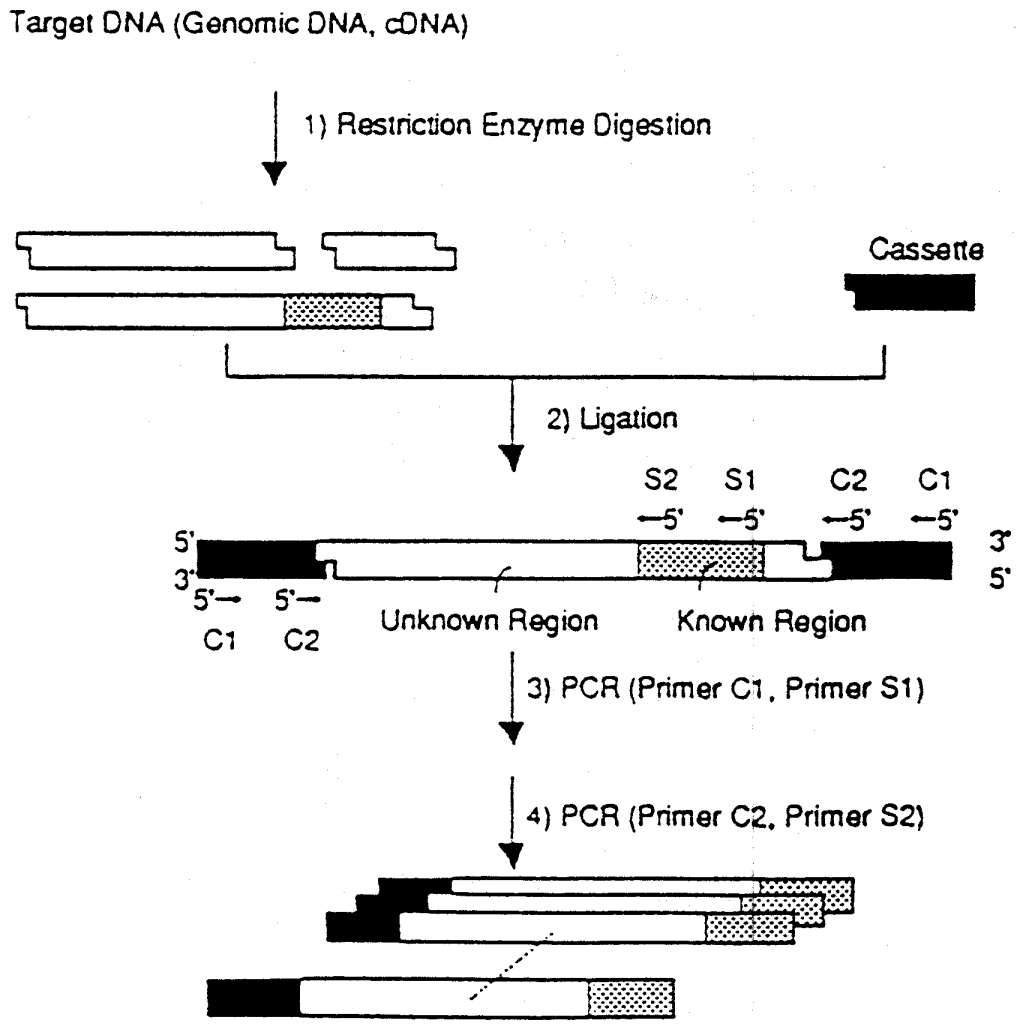 Target DNA (Genomic DNA, cDNA)
1) Restriction Enzyme Digestion
Cassette
2) Ligation
S2 S1 C2 C1
←5' ←5' ←5' ←5'
5' 3'
3' 5'
5'→ 5'→
C1 C2
Unknown Region Known Region
3) PCR (Primer C1, Primer S1)
4) PCR (Primer C2, Primer S2)